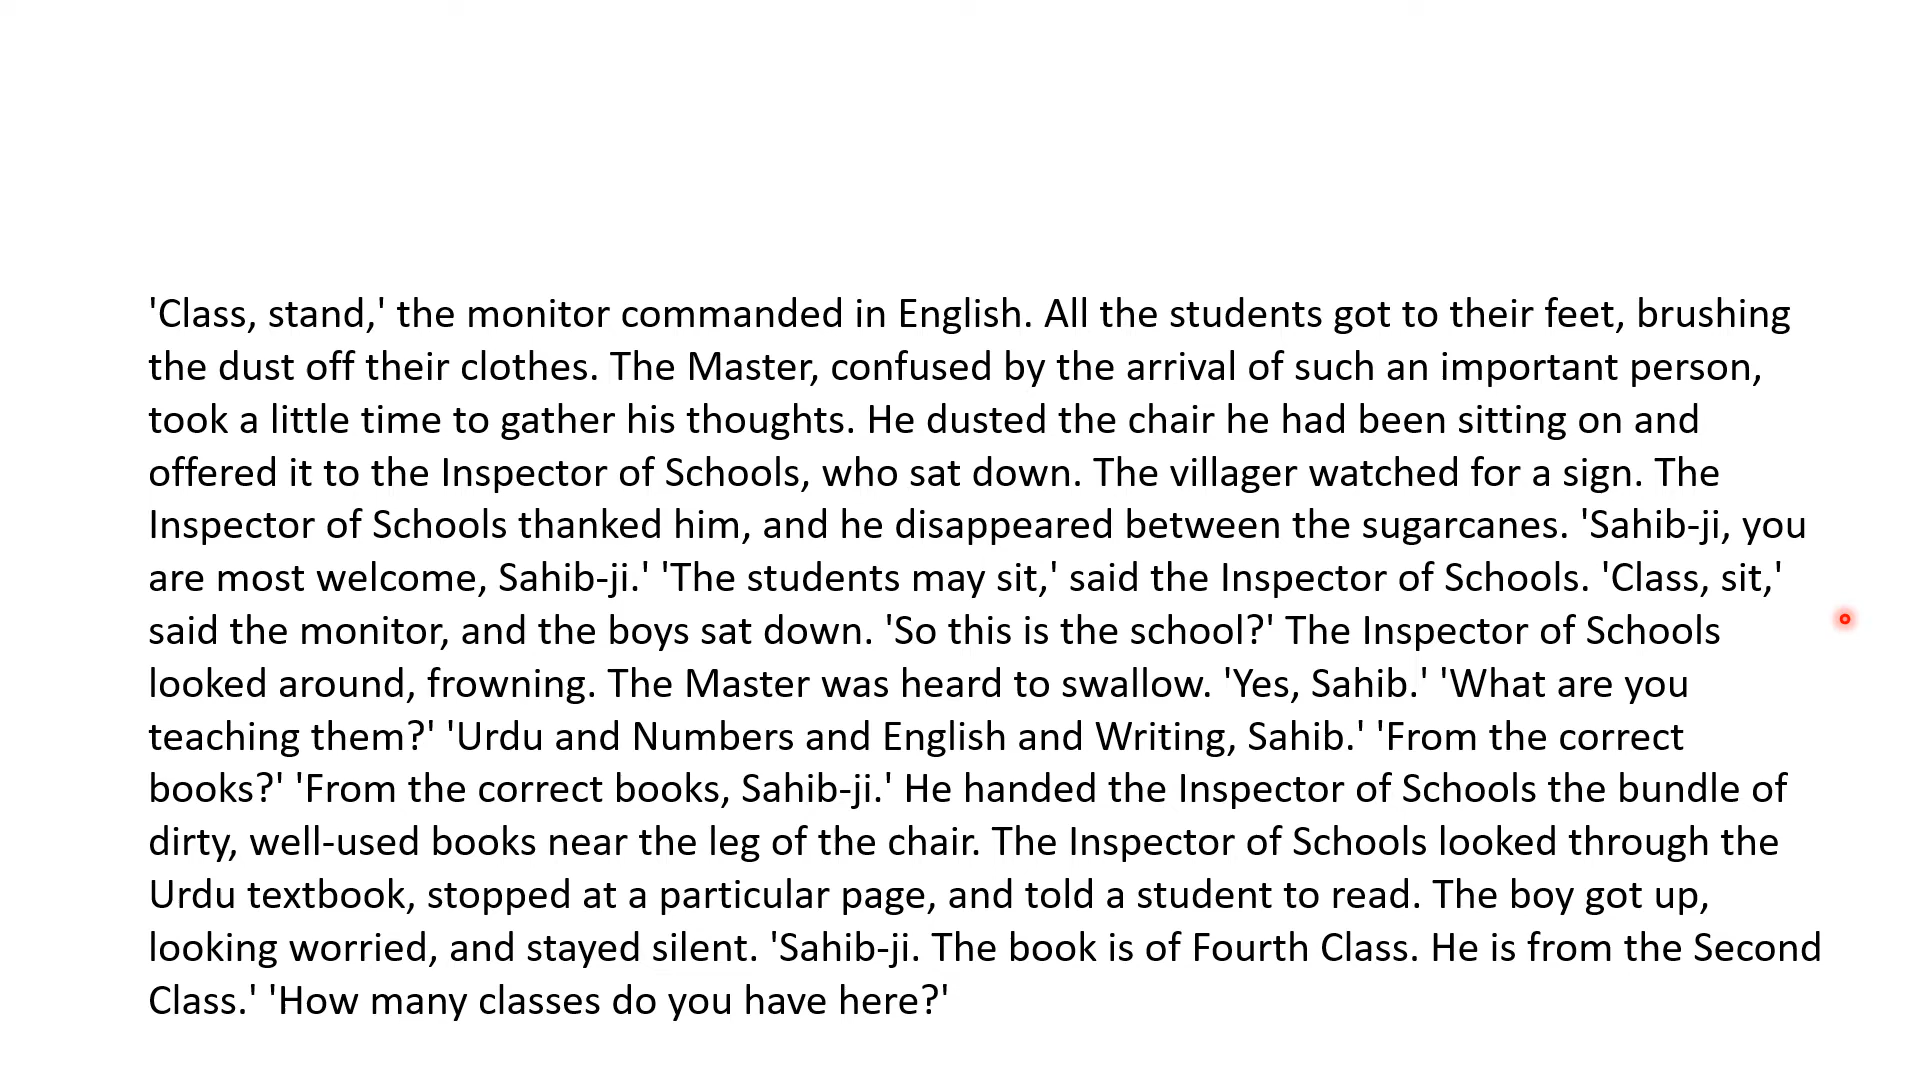 'Class, stand,' the monitor commanded in English. All the students got to their feet, brushing
the dust off their clothes. The Master, confused by the arrival of such an important person,
took a little time to gather his thoughts. He dusted the chair he had been sitting on and
offered it to the Inspector of Schools, who sat down. The villager watched for a sign. The
Inspector of Schools thanked him, and he disappeared between the sugarcanes. 'Sahib-ji, you
are most welcome, Sahib-ji.' 'The students may sit,' said the Inspector of Schools. 'Class, sit,'
said the monitor, and the boys sat down. 'So this is the school?' The Inspector of Schools
looked around, frowning. The Master was heard to swallow. 'Yes, Sahib.' 'What are you
teaching them?' 'Urdu and Numbers and English and Writing, Sahib.' 'From the correct
books?' 'From the correct books, Sahib-ji.' He handed the Inspector of Schools the bundle of
dirty, well-used books near the leg of the chair. The Inspector of Schools looked through the
Urdu textbook, stopped at a particular page, and told a student to read. The boy got up,
looking worried, and stayed silent. 'Sahib-ji. The book is of Fourth Class. He is from the Second
Class.' 'How many classes do you have here?'